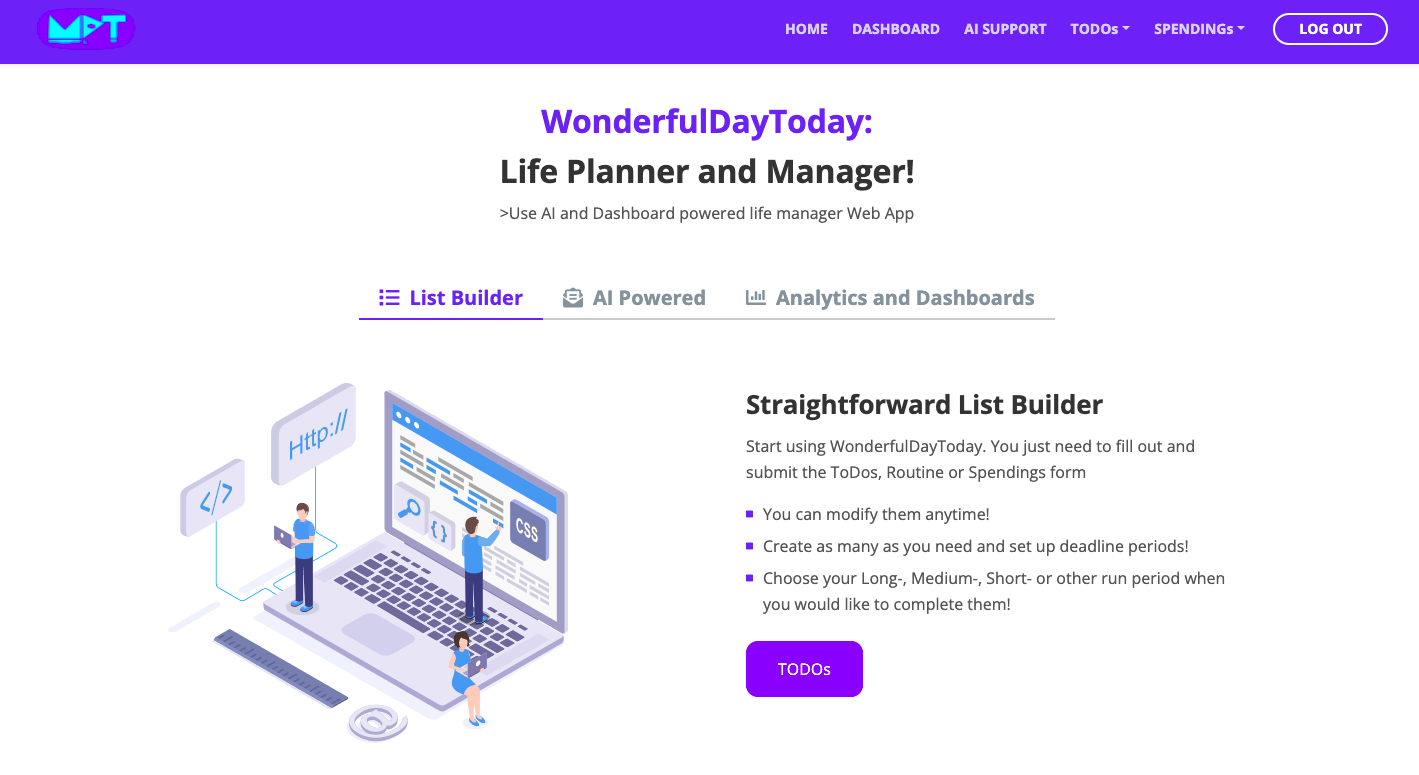 MPT
HOME DASHBOARD AI SUPPORT TODOs SPENDINGs LOG OUT
WonderfulDayToday:
Life Planner and Manager!
>Use AI and Dashboard powered life manager Web App
List Builder AI Powered Analytics and Dashboards
Http://
</>
{}
CSS
@
Straightforward List Builder
Start using WonderfulDayToday. You just need to fill out and
submit the ToDos, Routine or Spendings form
You can modify them anytime!
Create as many as you need and set up deadline periods!
Choose your Long-, Medium-, Short- or other run period when
you would like to complete them!
TODOs